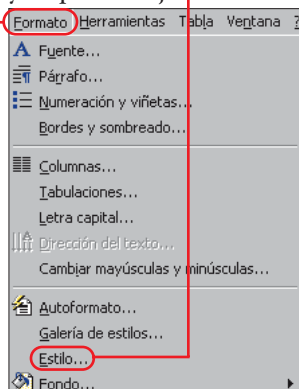 Formato Herramientas Tabla Ventana ?
Fuente...
Párrafo...
Numeración y viñetas...
Bordes y sombreado...
Columnas...
Tabulaciones...
Letra capital...
Dirección del texto...
Cambiar mayúsculas y minúsculas...
Autoformato...
Galería de estilos...
Estilo...
Fondo...